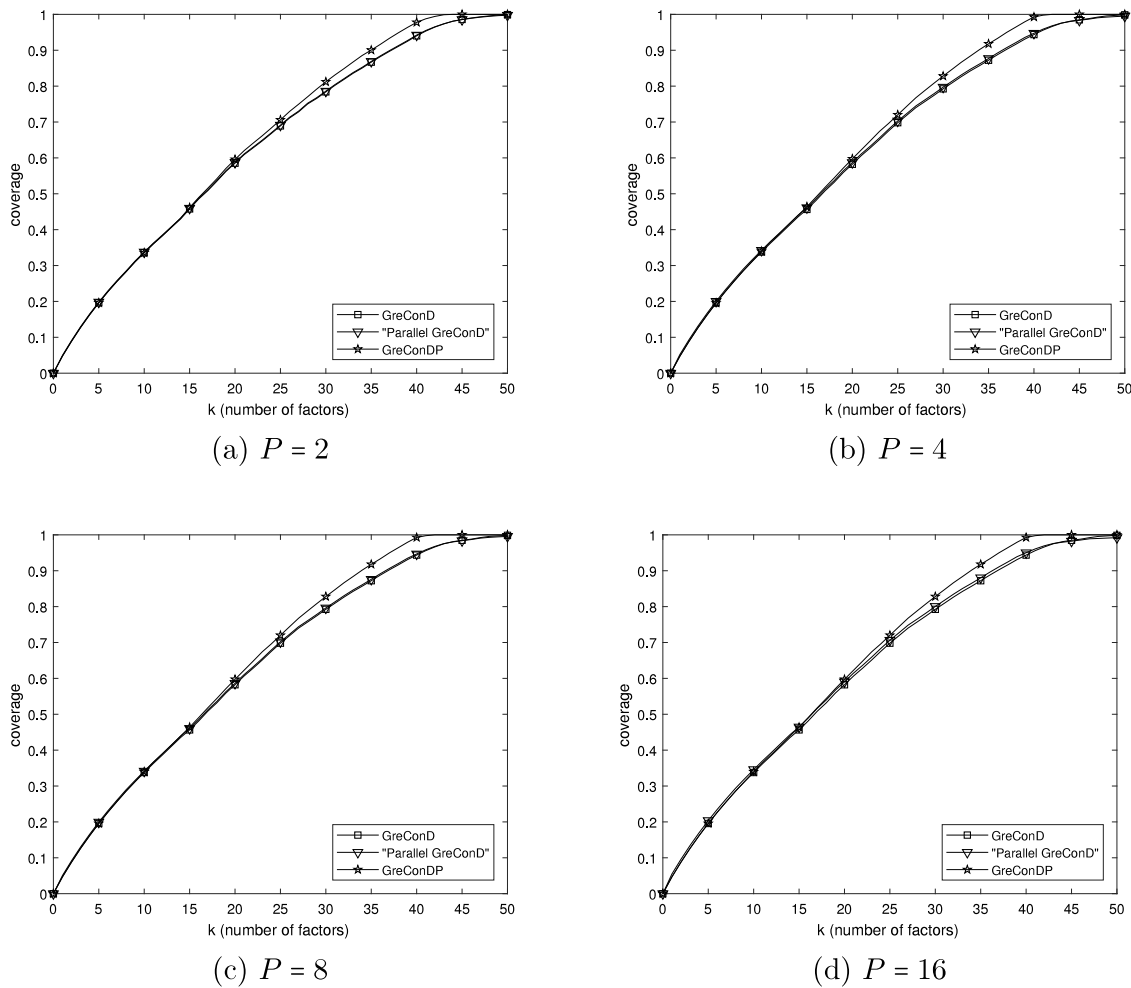 1
0.9
0.8
0.7
0.6
0.5
0.4
0.3
0.2
0.1
0
coverage
GreConD
"Parallel GreConD"
GreConDP
0 5 10 15 20 25 30 35 40 45 50
k (number of factors)
(a) P = 2
1
0.9
0.8
0.7
0.6
0.5
0.4
0.3
0.2
0.1
0
coverage
GreConD
"Parallel GreConD"
GreConDP
0 5 10 15 20 25 30 35 40 45 50
k (number of factors)
(b) P = 4
1
0.9
0.8
0.7
0.6
0.5
0.4
0.3
0.2
0.1
0
coverage
GreConD
"Parallel GreConD"
GreConDP
0 5 10 15 20 25 30 35 40 45 50
k (number of factors)
(c) P = 8
1
0.9
0.8
0.7
0.6
0.5
0.4
0.3
0.2
0.1
0
coverage
GreConD
"Parallel GreConD"
GreConDP
0 5 10 15 20 25 30 35 40 45 50
k (number of factors)
(d) P = 16